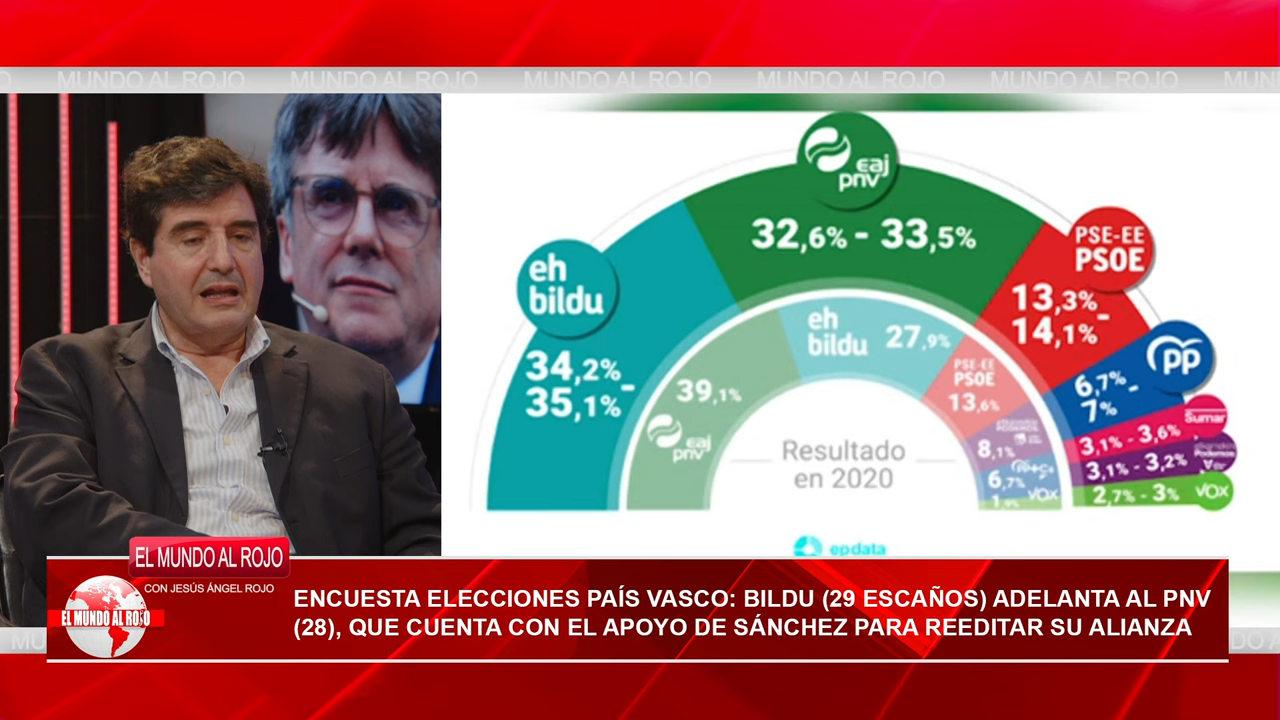 MUNDO AL ROJO MUNDO AL ROJO MUNDO AL ROJO MUNDO AL ROJO MUNDO AL ROJO
eaj
pnv
32,6% - 33,5%
PSE-EE
PSOE
13,3% -
14,1%
eh
bildu
34,2% -
35,1%
pp
6,7% -
7%
Sumar
3,1% - 3,6%
Podemos
3,1% - 3,2%
VOX
2,7% - 3%
eaj
pnv
39,1%
eh
bildu
27,9%
PSE-EE
PSOE
13,6%
8,1%
6,7%
VOX
Resultado
en 2020
epdata
EL MUNDO AL ROJO
CON JESÚS ÁNGEL ROJO
EL MUNDO AL ROJO
ENCUESTA ELECCIONES PAÍS VASCO: BILDU (29 ESCAÑOS) ADELANTA AL PNV
(28), QUE CUENTA CON EL APOYO DE SÁNCHEZ PARA REEDITAR SU ALIANZA